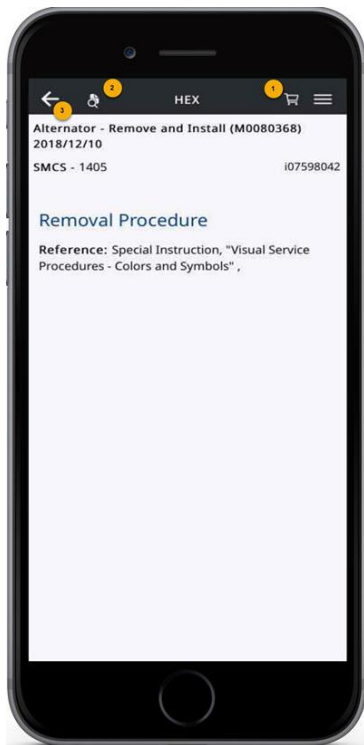 3
2
HEX
1
Alternator - Remove and Install (M0080368)
2018/12/10
SMCS - 1405 i07598042
Removal Procedure
Reference: Special Instruction, "Visual Service
Procedures - Colors and Symbols" ,